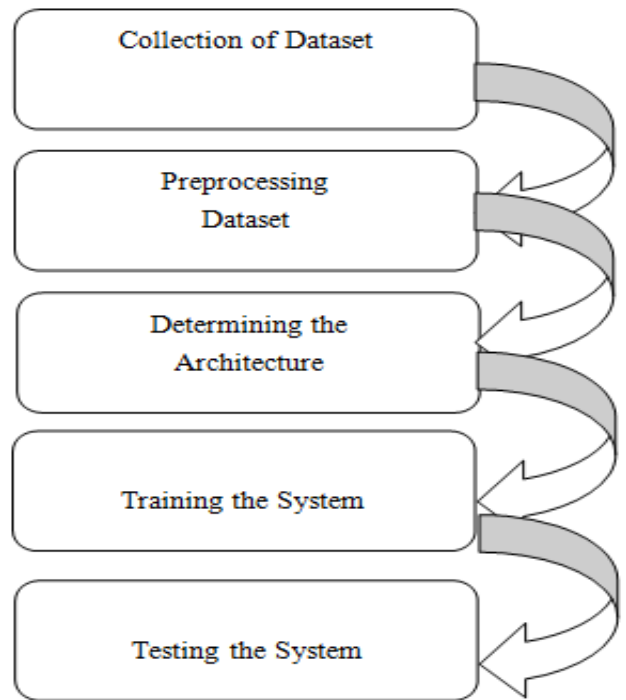 Collection of Dataset
Preprocessing
Dataset
Determining the
Architecture
Training the System
Testing the System